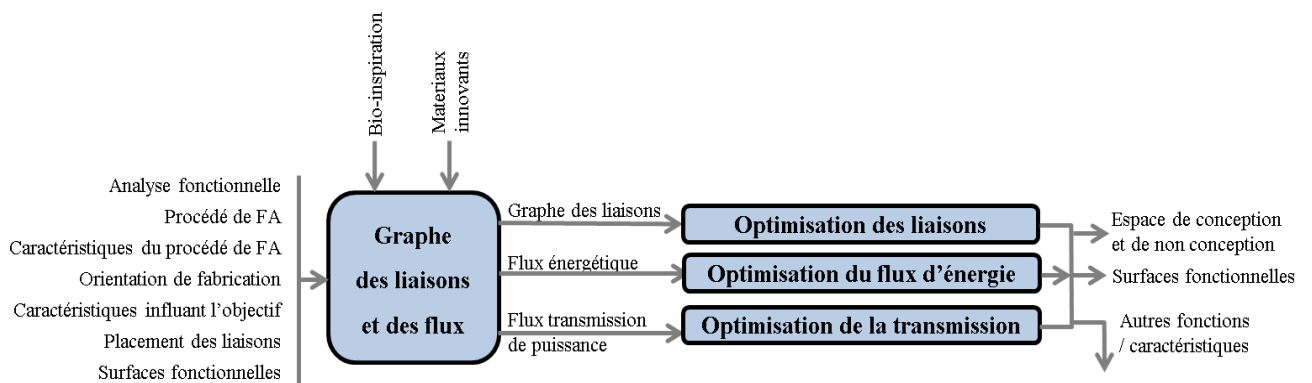 Bio-inspiration
Materiaux
innovants
Analyse fonctionnelle
Procédé de FA
Caractéristiques du procédé de FA
Orientation de fabrication
Caractéristiques influant l'objectif
Placement des liaisons
Surfaces fonctionnelles
Graphe
des liaisons
et des flux
Graphe des liaisons
Flux énergétique
Flux transmission
de puissance
Optimisation des liaisons
Optimisation du flux d'énergie
Optimisation de la transmission
Espace de conception
et de non conception
Surfaces fonctionnelles
Autres fonctions
/ caractéristiques